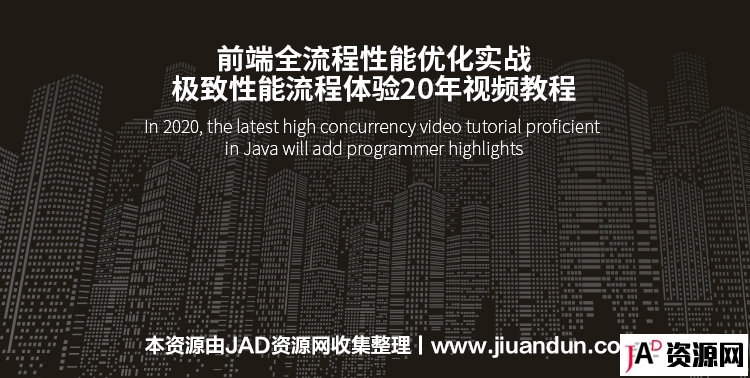 前端全流程性能优化实战
极致性能流程体验20年视频教程
In 2020, the latest high concurrency video tutorial proficient
in Java will add programmer highlights
本资源由JAD资源网收集整理丨www.jiuandun.co
JAD资源网